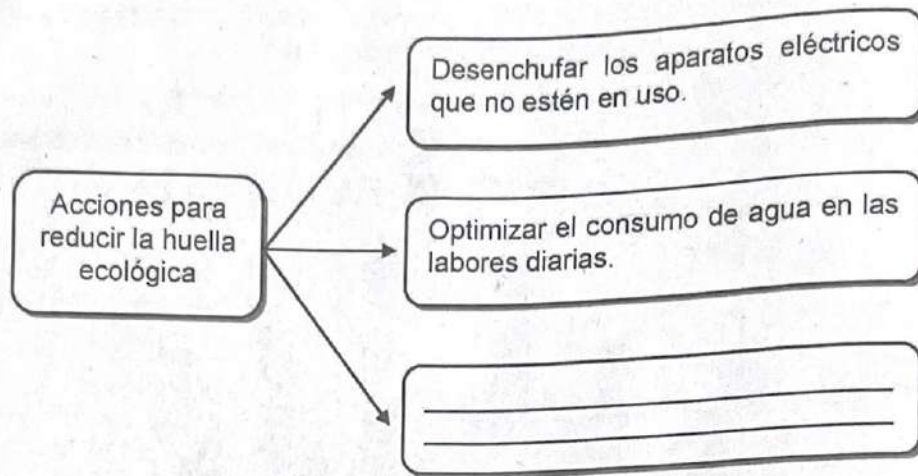 Desenchufar los aparatos eléctricos
que no estén en uso.
Acciones para
reducir la huella
ecológica
Optimizar el consumo de agua en las
labores diarias.